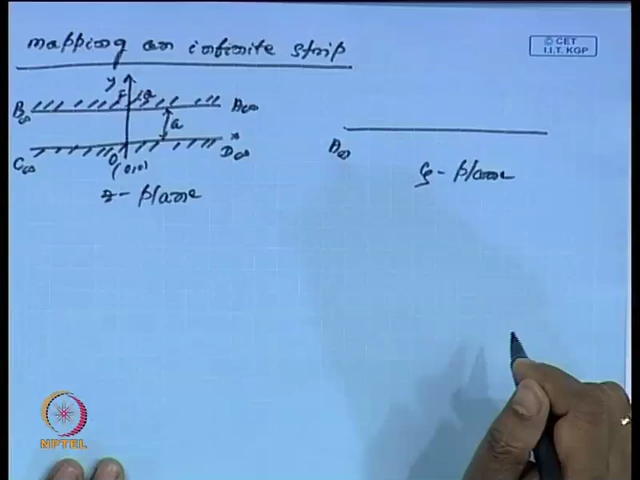 mapping an infinite strip
© CET
I.I.T. KGP
y
B∞
A∞
a
C∞
0
D∞
x
(0,0)
z - plane
A∞
ζ - plane
NPTEL